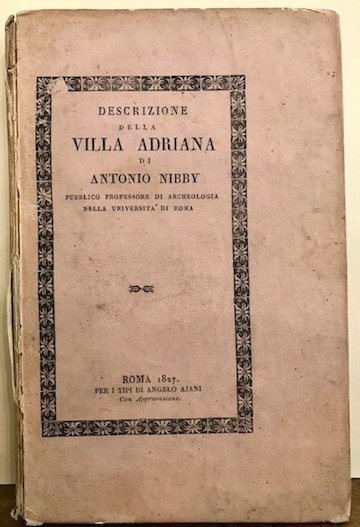 DESCRIZIONE
DELLA
VILLA ADRIANA
DI
ANTONIO NIBBY
PUBBLICO PROFESSORE DI ARCHEOLOGIA
NELLA UNIVERSITA' DI ROMA
ROMA 1827.
PER I TIPI DI ANGELO AJANI
Con Approvazione.